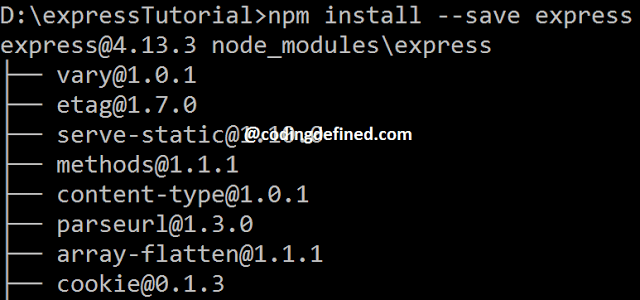 D:\expressTutorial>npm install --save express
express@4.13.3 node_modules\express
├── vary@1.0.1
├── etag@1.7.0
├── serve-static@
@codingdefined.com
├── methods@1.1.1
├── content-type@1.0.1
├── parseurl@1.3.0
├── array-flatten@1.1.1
├── cookie@0.1.3